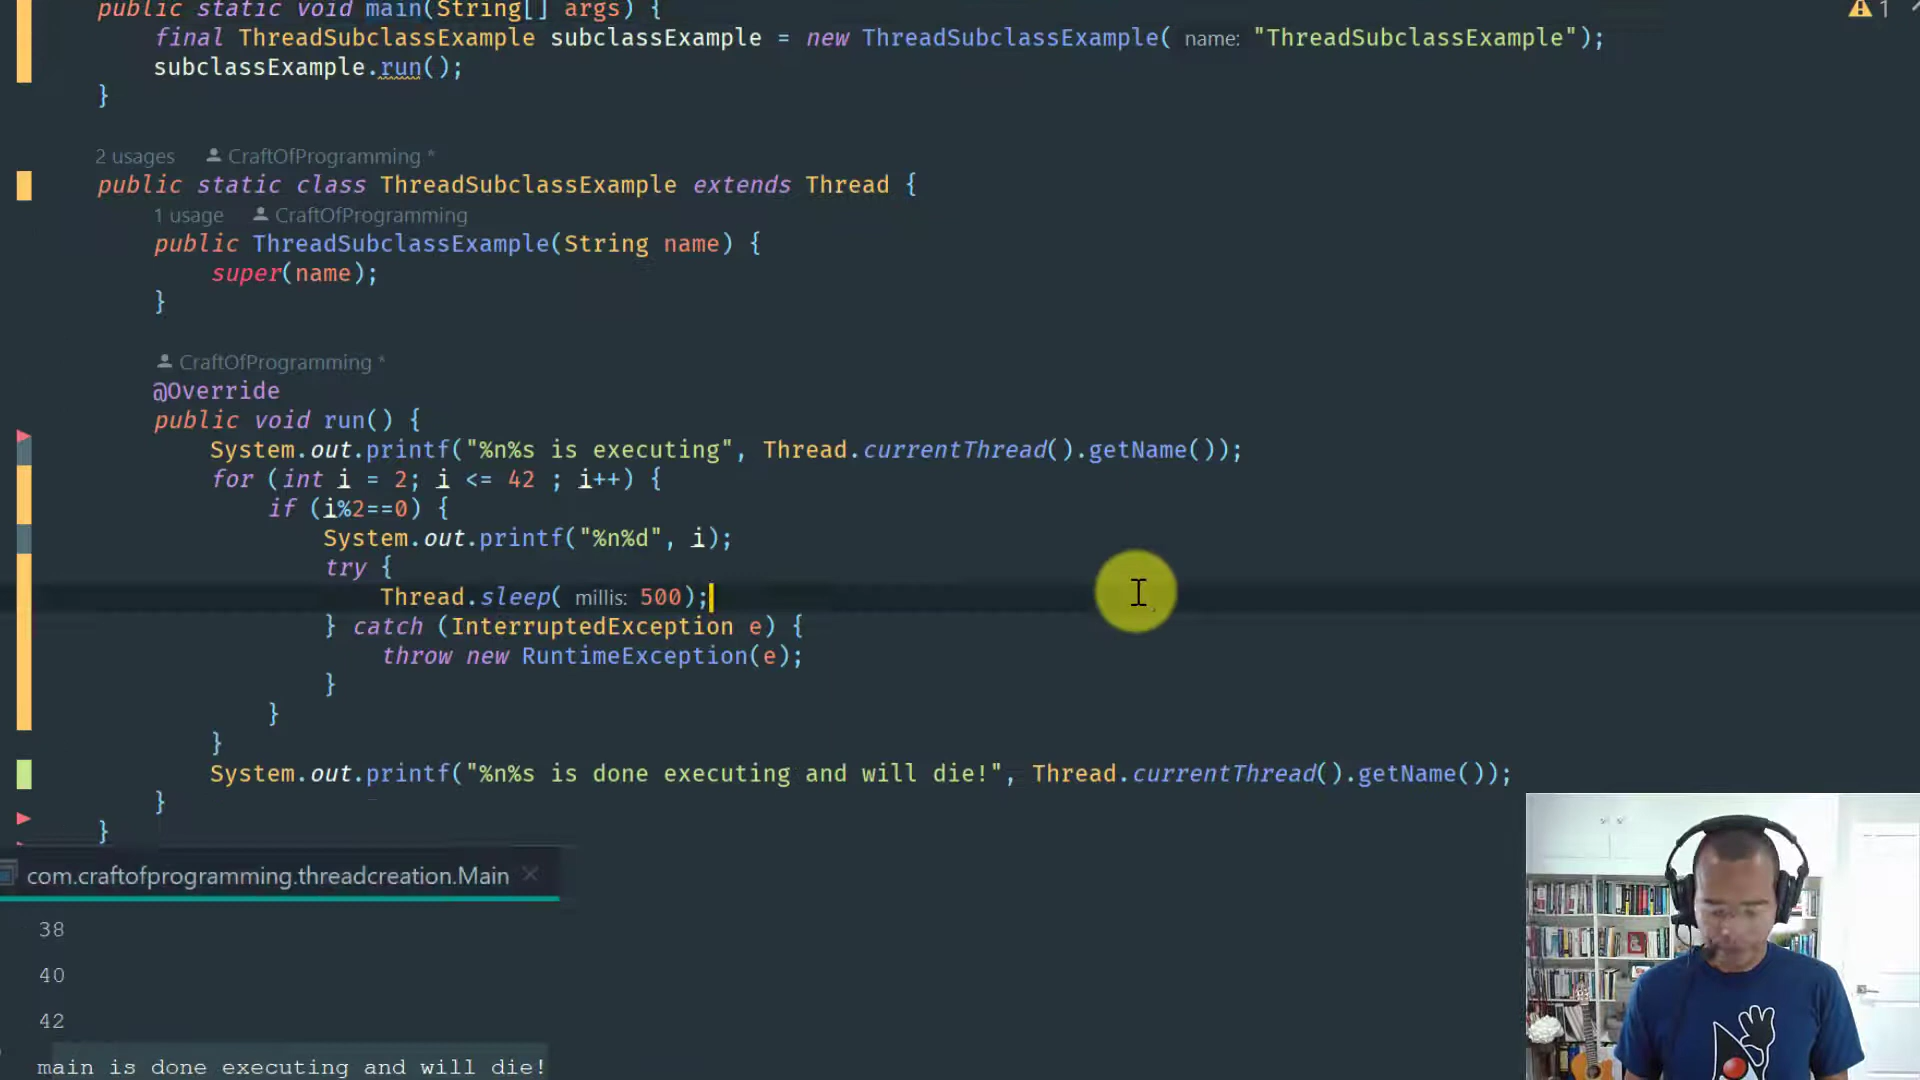 public static void main(String[] args) {
final ThreadSubclassExample subclassExample = new ThreadSubclassExample( name: "ThreadSubclassExample");
subclassExample.run();
}
2 usages CraftOfProgramming *
public static class ThreadSubclassExample extends Thread {
1 usage CraftOfProgramming
public ThreadSubclassExample(String name) {
super(name);
}
CraftOfProgramming *
@Override
public void run() {
System.out.printf("%n%s is executing", Thread.currentThread().getName());
for (int i = 2; i <= 42 ; i++) {
if (i%2==0) {
System.out.printf("%n%d", i);
try {
Thread.sleep( millis: 500);
} catch (InterruptedException e) {
throw new RuntimeException(e);
}
}
}
System.out.printf("%n%s is done executing and will die!", Thread.currentThread().getName());
}
}
com.craftofprogramming.threadcreation.Main
38
40
42
main is done executing and will die!
1